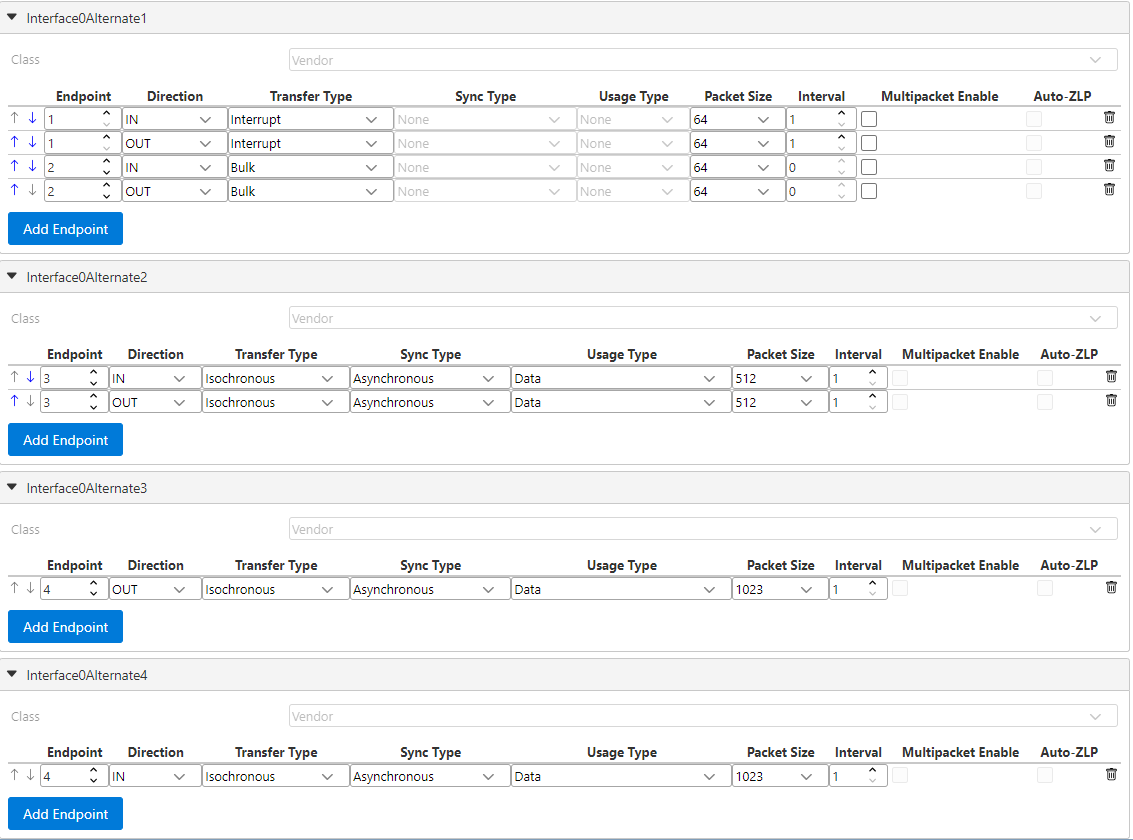 Interface0Alternate1
Class Vendor
Endpoint Direction Transfer Type Sync Type Usage Type Packet Size Interval Multipacket Enable Auto-ZLP
↑ ↓ 1 IN Interrupt None None 64 1
↑ ↓ 1 OUT Interrupt None None 64 1
↑ ↓ 2 IN Bulk None None 64 0
↑ ↓ 2 OUT Bulk None None 64 0
Add Endpoint
Interface0Alternate2
Class Vendor
Endpoint Direction Transfer Type Sync Type Usage Type Packet Size Interval Multipacket Enable Auto-ZLP
↑ ↓ 3 IN Isochronous Asynchronous Data 512 1
↑ ↓ 3 OUT Isochronous Asynchronous Data 512 1
Add Endpoint
Interface0Alternate3
Class Vendor
Endpoint Direction Transfer Type Sync Type Usage Type Packet Size Interval Multipacket Enable Auto-ZLP
↑ ↓ 4 OUT Isochronous Asynchronous Data 1023 1
Add Endpoint
Interface0Alternate4
Class Vendor
Endpoint Direction Transfer Type Sync Type Usage Type Packet Size Interval Multipacket Enable Auto-ZLP
↑ ↓ 4 IN Isochronous Asynchronous Data 1023 1
Add Endpoint